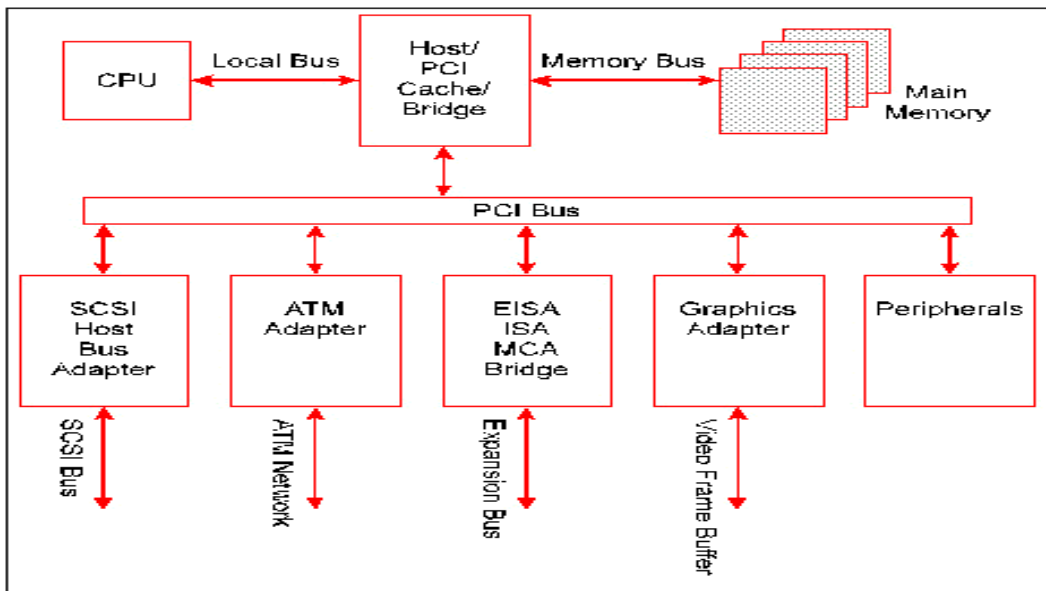 CPU
Local Bus
Host/
PCI
Cache/
Bridge
Memory Bus
Main
Memory
PCI Bus
SCSI
Host
Bus
Adapter
ATM
Adapter
EISA
ISA
MCA
Bridge
Graphics
Adapter
Peripherals
SCSI Bus
ATM Network
Expansion Bus
Video Frame Buffer